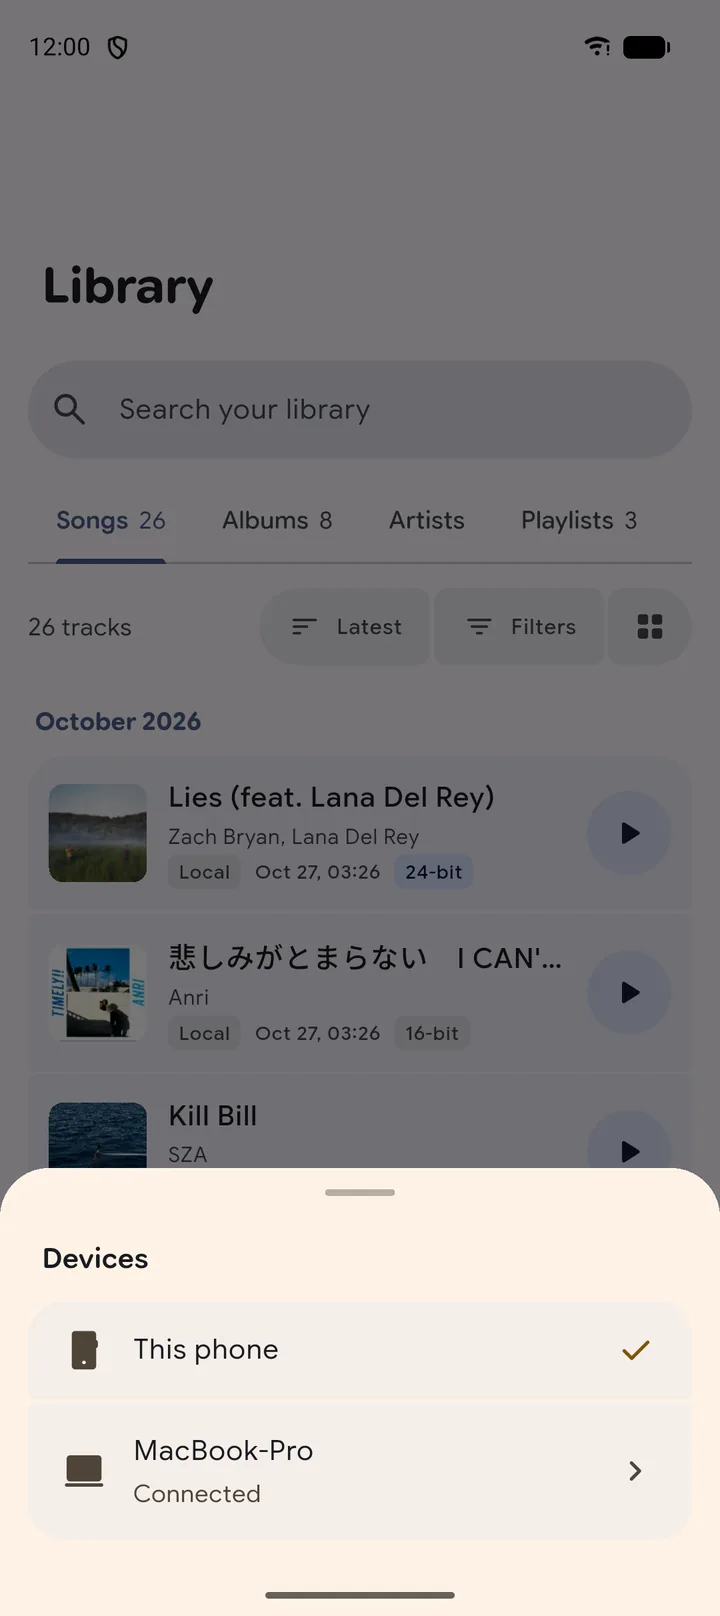 12:00
Library
Search your library
Songs 26 Albums 8 Artists Playlists 3
26 tracks Latest Filters
October 2026
Lies (feat. Lana Del Rey)
Zach Bryan, Lana Del Rey
Local Oct 27, 03:26 24-bit
TIMELY!! ANRI
悲しみがとまらない　I CAN'...
Anri
Local Oct 27, 03:26 16-bit
Kill Bill
SZA
Devices
This phone
MacBook-Pro
Connected